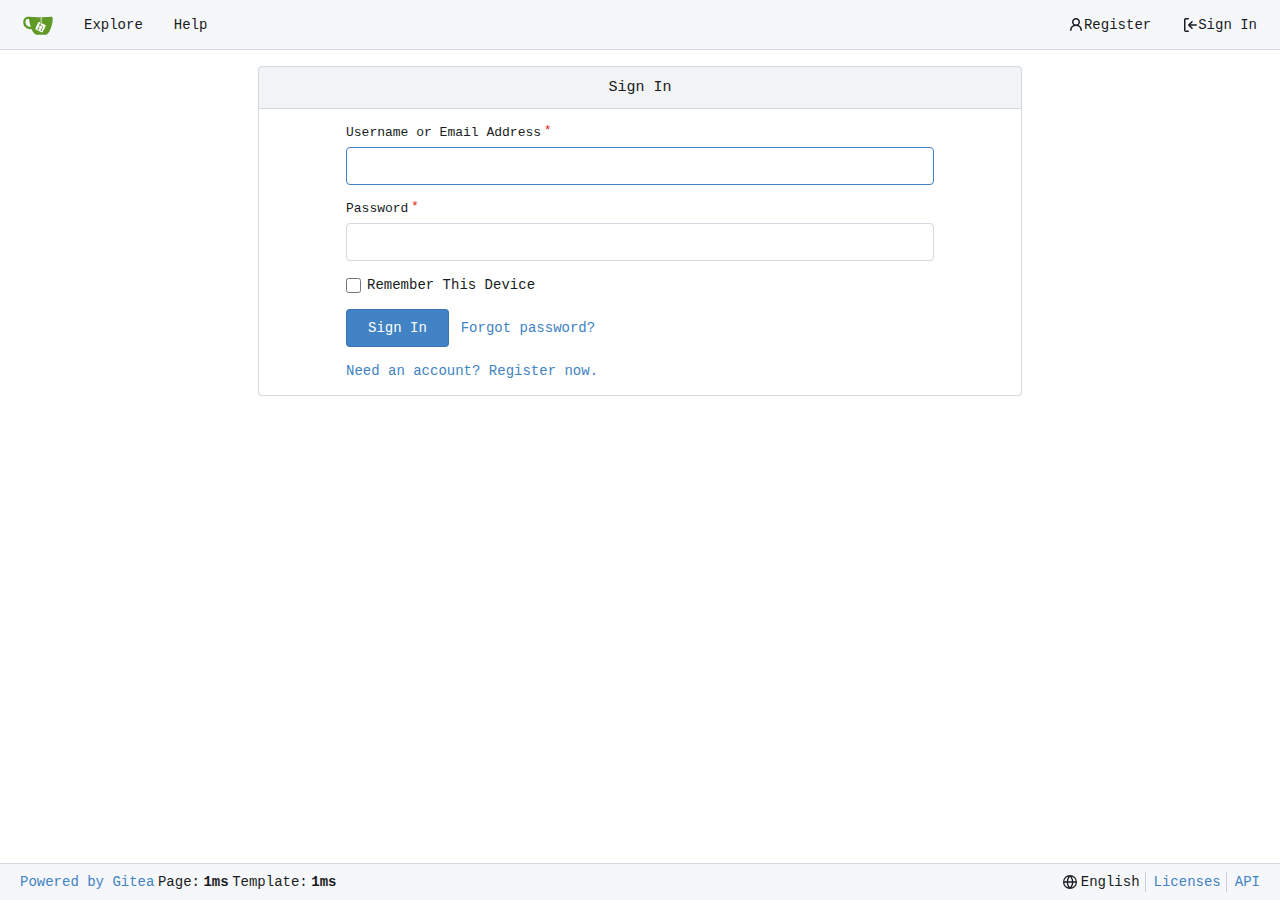 Explore Help Register Sign In
Sign In
Username or Email Address *
Password *
Remember This Device
Sign In Forgot password?
Need an account? Register now.
Powered by Gitea Page: 1ms Template: 1ms English Licenses API